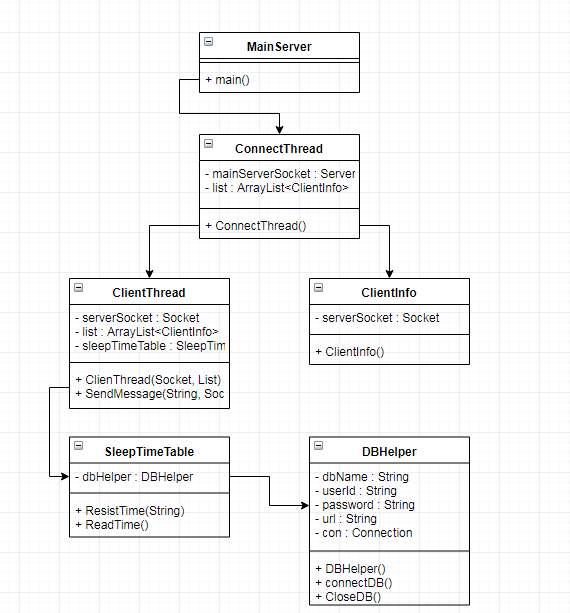 MainServer
+ main()
ConnectThread
- mainServerSocket : Server
- list : ArrayList<ClientInfo>
+ ConnectThread()
ClientThread
- serverSocket : Socket
- list : ArrayList<ClientInfo>
- sleepTimeTable : SleepTim
+ ClienThread(Socket, List)
+ SendMessage(String, Soc
ClientInfo
- serverSocket : Socket
+ ClientInfo()
SleepTimeTable
- dbHelper : DBHelper
+ ResistTime(String)
+ ReadTime()
DBHelper
- dbName : String
- userId : String
- password : String
- url : String
- con : Connection
+ DBHelper()
+ connectDB()
+ CloseDB()